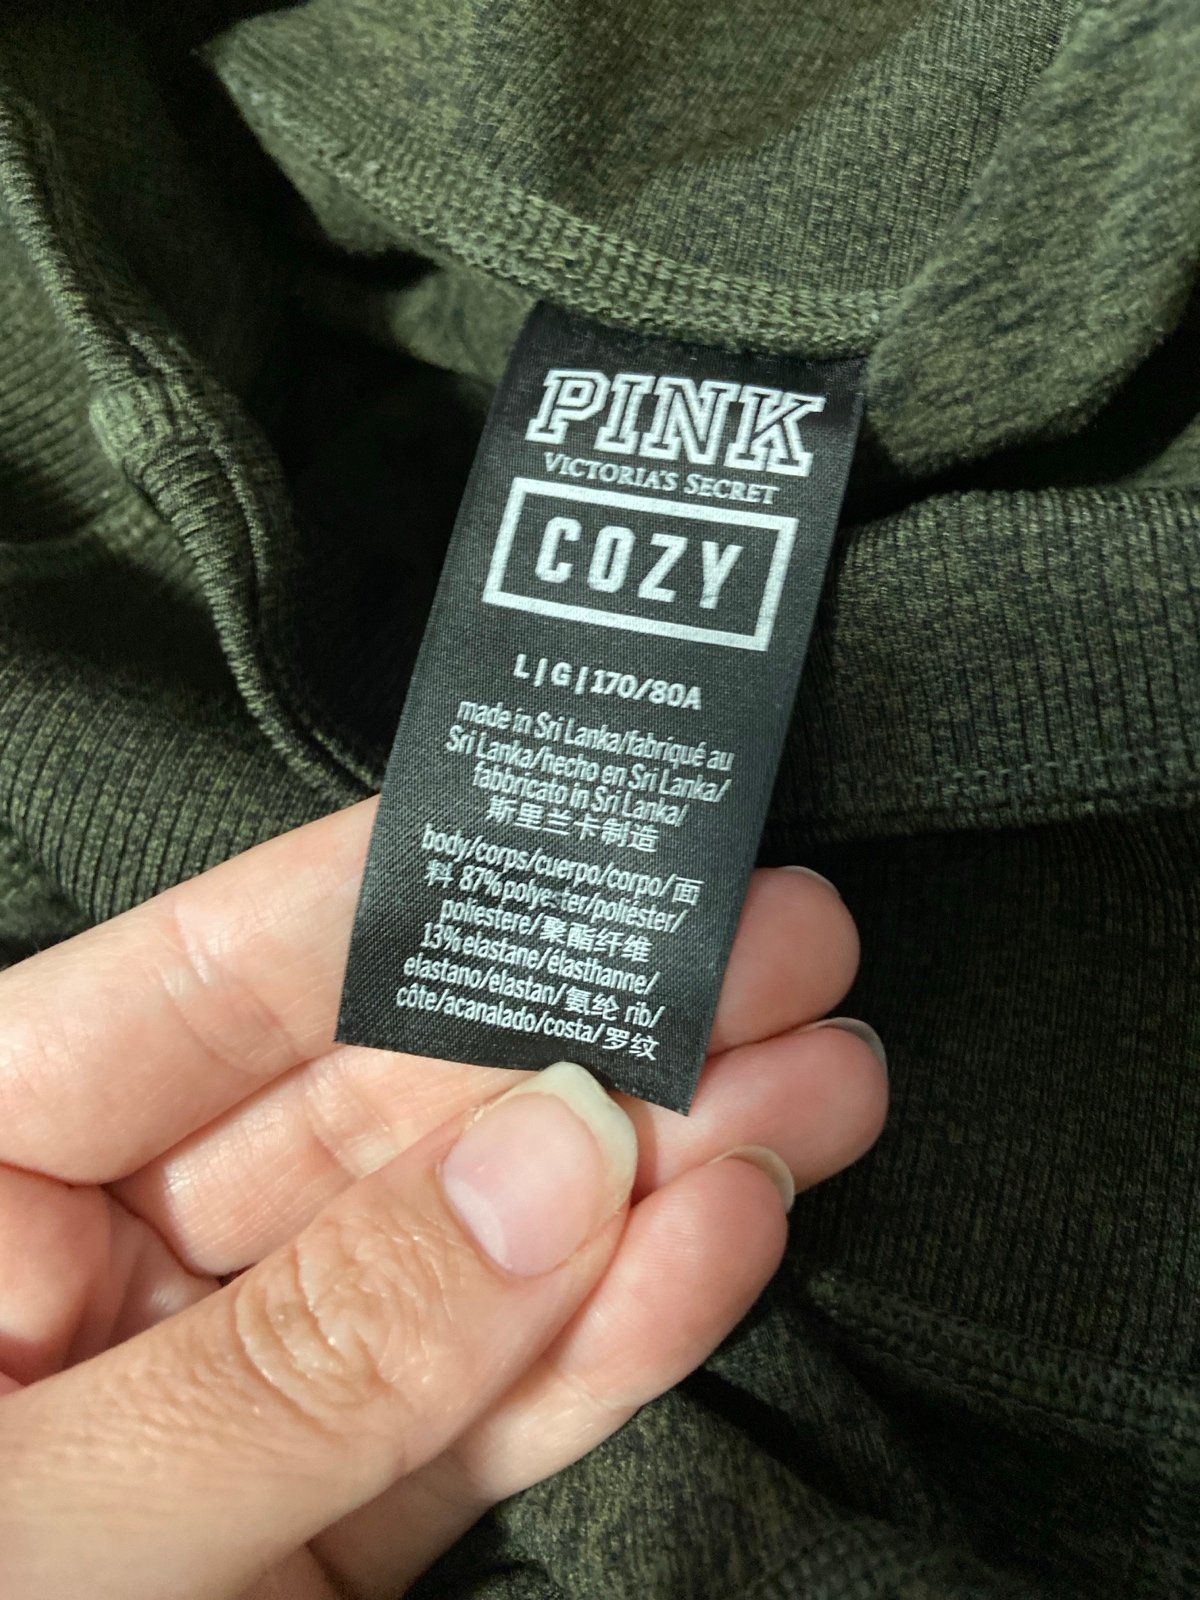 PINK
VICTORIA'S SECRET
COZY
L | G | 170/80A
made in Sri Lanka/fabriqué au
Sri Lanka/hecho en Sri Lanka/
fabbricato in Sri Lanka/
斯里兰卡制造
body/corps/cuerpo/corpo/面
料 87% polyester/poliéster/
poliestere/聚酯纤维
13% elastane/élasthanne/
elastano/elastan/氨纶 rib/
côte/acanalado/costa/罗纹